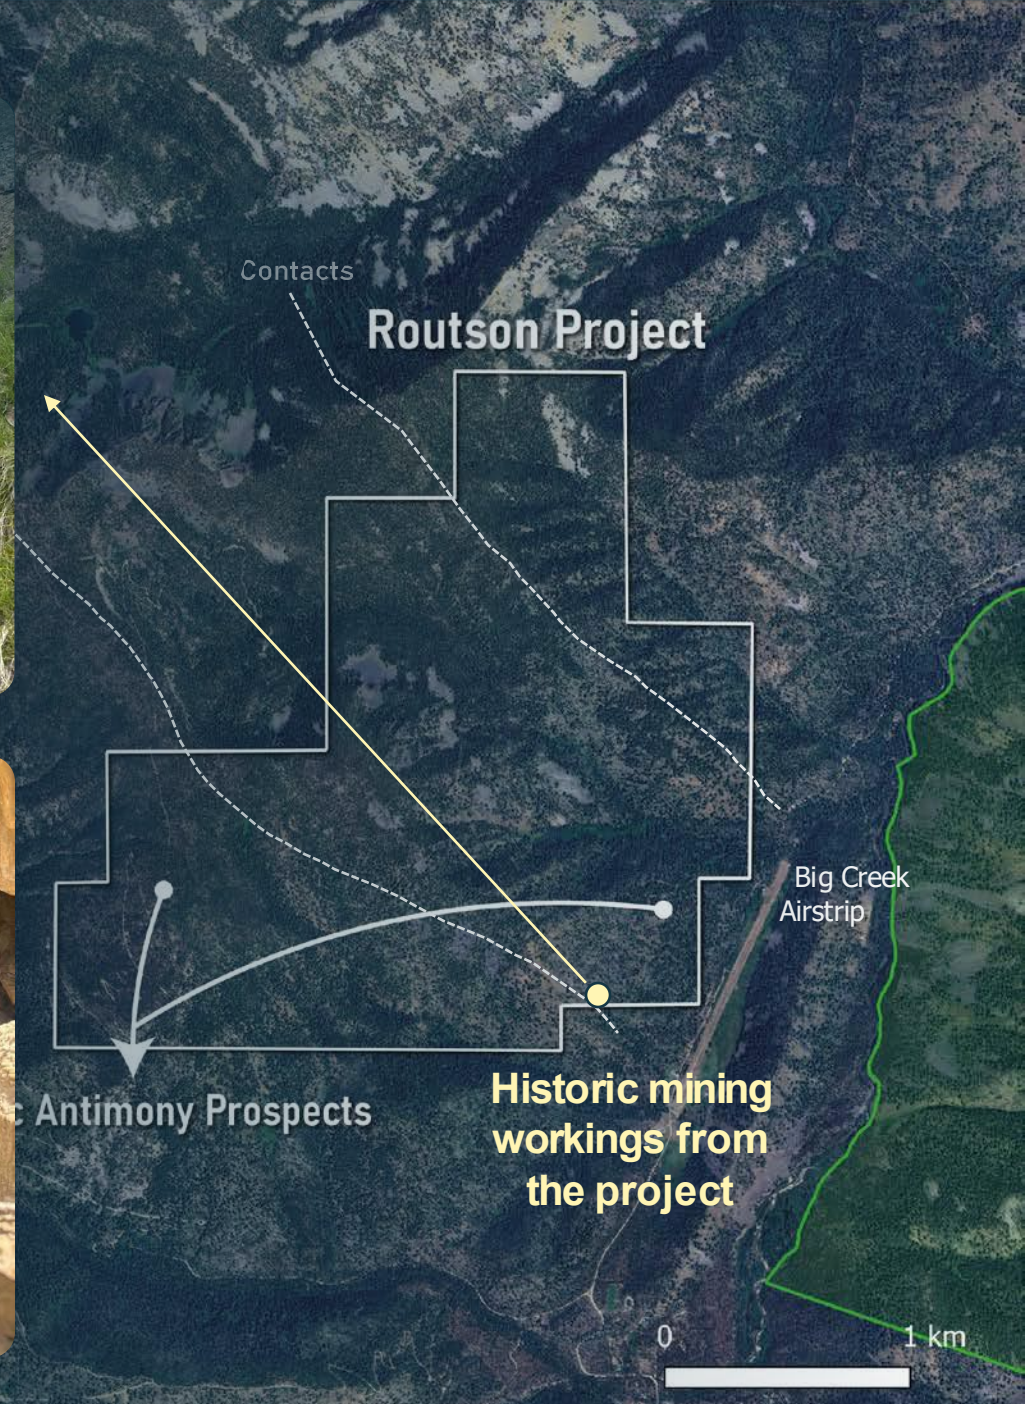 Contacts
Routson Project
Big Creek
Airstrip
c Antimony Prospects
Historic mining
workings from
the project
0 1 km